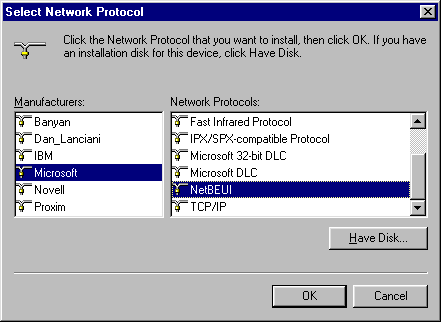 Select Network Protocol
Click the Network Protocol that you want to install, then click OK. If you have
an installation disk for this device, click Have Disk.
Manufacturers:
Banyan
Dan_Lanciani
IBM
Microsoft
Novell
Proxim
Network Protocols:
Fast Infrared Protocol
IPX/SPX-compatible Protocol
Microsoft 32-bit DLC
Microsoft DLC
NetBEUI
TCP/IP
Have Disk...
OK
Cancel